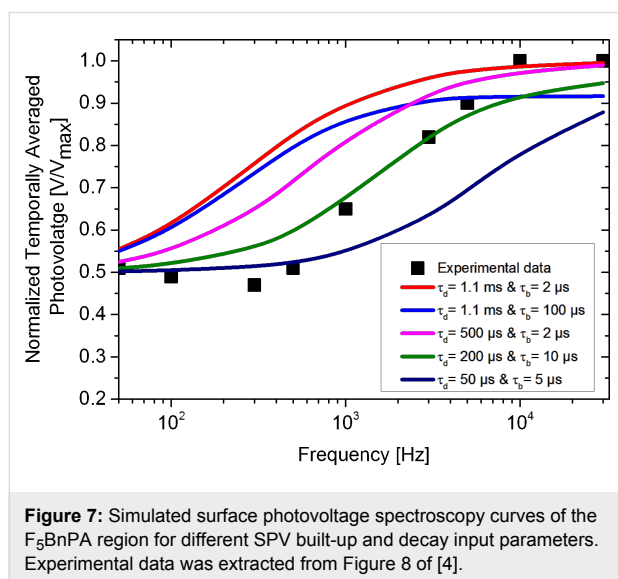 1.0
0.9
0.8
0.7
0.6
0.5
0.4
0.3
0.2
Normalized Temporally Averaged
Photovolatge [V/Vmax]
Experimental data
τd= 1.1 ms & τb= 2 µs
τd= 1.1 ms & τb= 100 µs
τd= 500 µs & τb= 2 µs
τd= 200 µs & τb= 10 µs
τd= 50 µs & τb= 5 µs
10² 10³ 10⁴
Frequency [Hz]
Figure 7: Simulated surface photovoltage spectroscopy curves of the
F₅BnPA region for different SPV built-up and decay input parameters.
Experimental data was extracted from Figure 8 of [4].